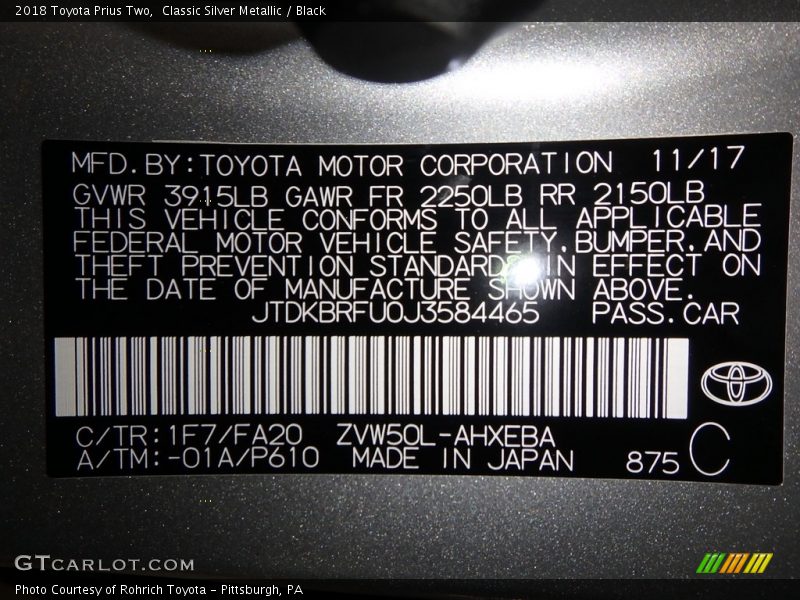 2018 Toyota Prius Two,  Classic Silver Metallic / Black
MFD.BY:TOYOTA MOTOR CORPORATION 11/17
GVWR 3915LB GAWR FR 2250LB RR 2150LB
THIS VEHICLE CONFORMS TO ALL APPLICABLE
FEDERAL MOTOR VEHICLE SAFETY,BUMPER,AND
THEFT PREVENTION STANDARDS IN EFFECT ON
THE DATE OF MANUFACTURE SHOWN ABOVE.
JTDKBRFU0J3584465 PASS.CAR
C/TR:1F7/FA20 ZVW50L-AHXEBA
A/TM:-01A/P610 MADE IN JAPAN 875 C
GTCARLOT.COM
Photo Courtesy of Rohrich Toyota - Pittsburgh, PA